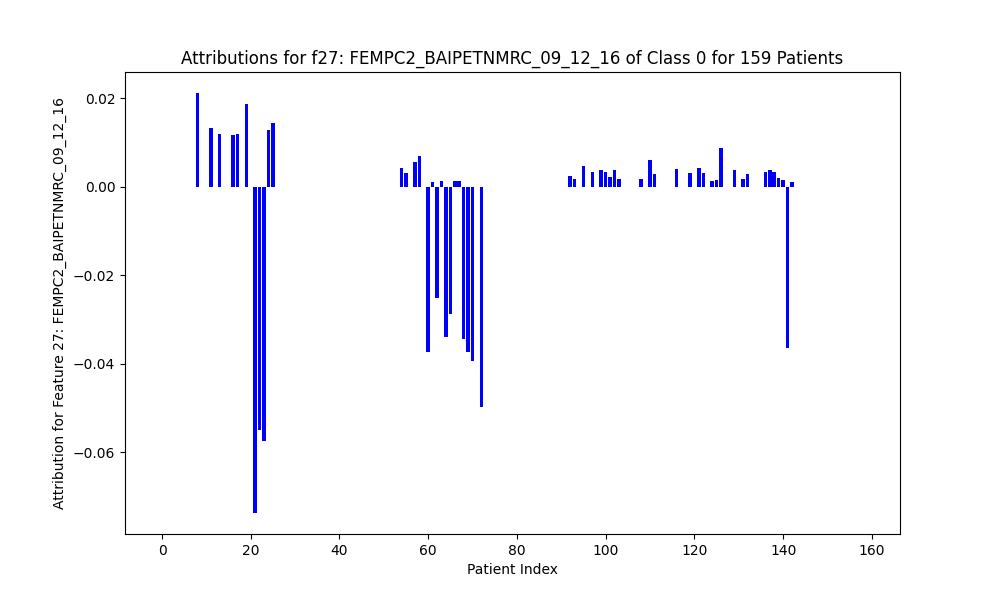 Attributions for f27: FEMPC2_BAIPETNMRC_09_12_16 of Class 0 for 159 Patients
Attribution for Feature 27: FEMPC2_BAIPETNMRC_09_12_16
0.02
0.00
−0.02
−0.04
−0.06
0 20 40 60 80 100 120 140 160
Patient Index